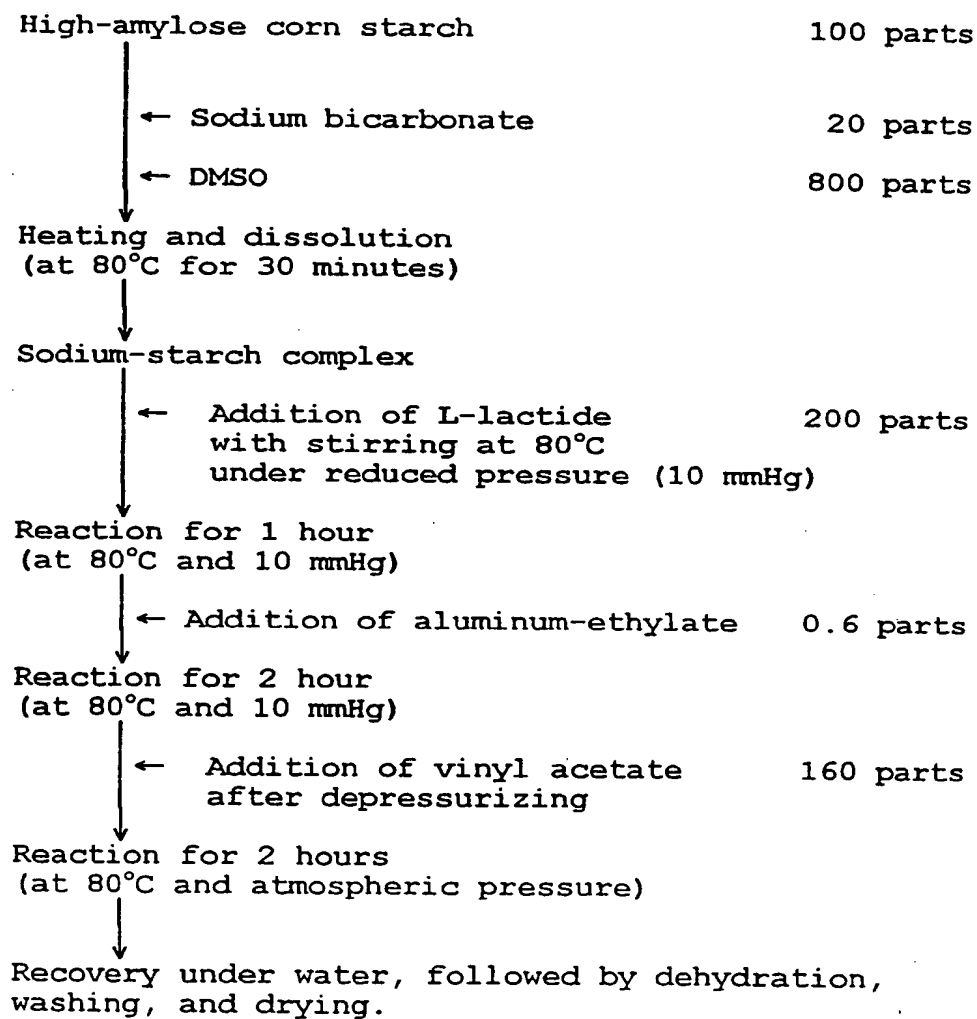 High-amylose corn starch 100 parts
← Sodium bicarbonate 20 parts
← DMSO 800 parts
Heating and dissolution
(at 80°C for 30 minutes)
Sodium-starch complex
← Addition of L-lactide 200 parts
with stirring at 80°C
under reduced pressure (10 mmHg)
Reaction for 1 hour
(at 80°C and 10 mmHg)
← Addition of aluminum-ethylate 0.6 parts
Reaction for 2 hour
(at 80°C and 10 mmHg)
← Addition of vinyl acetate 160 parts
after depressurizing
Reaction for 2 hours
(at 80°C and atmospheric pressure)
Recovery under water, followed by dehydration,
washing, and drying.